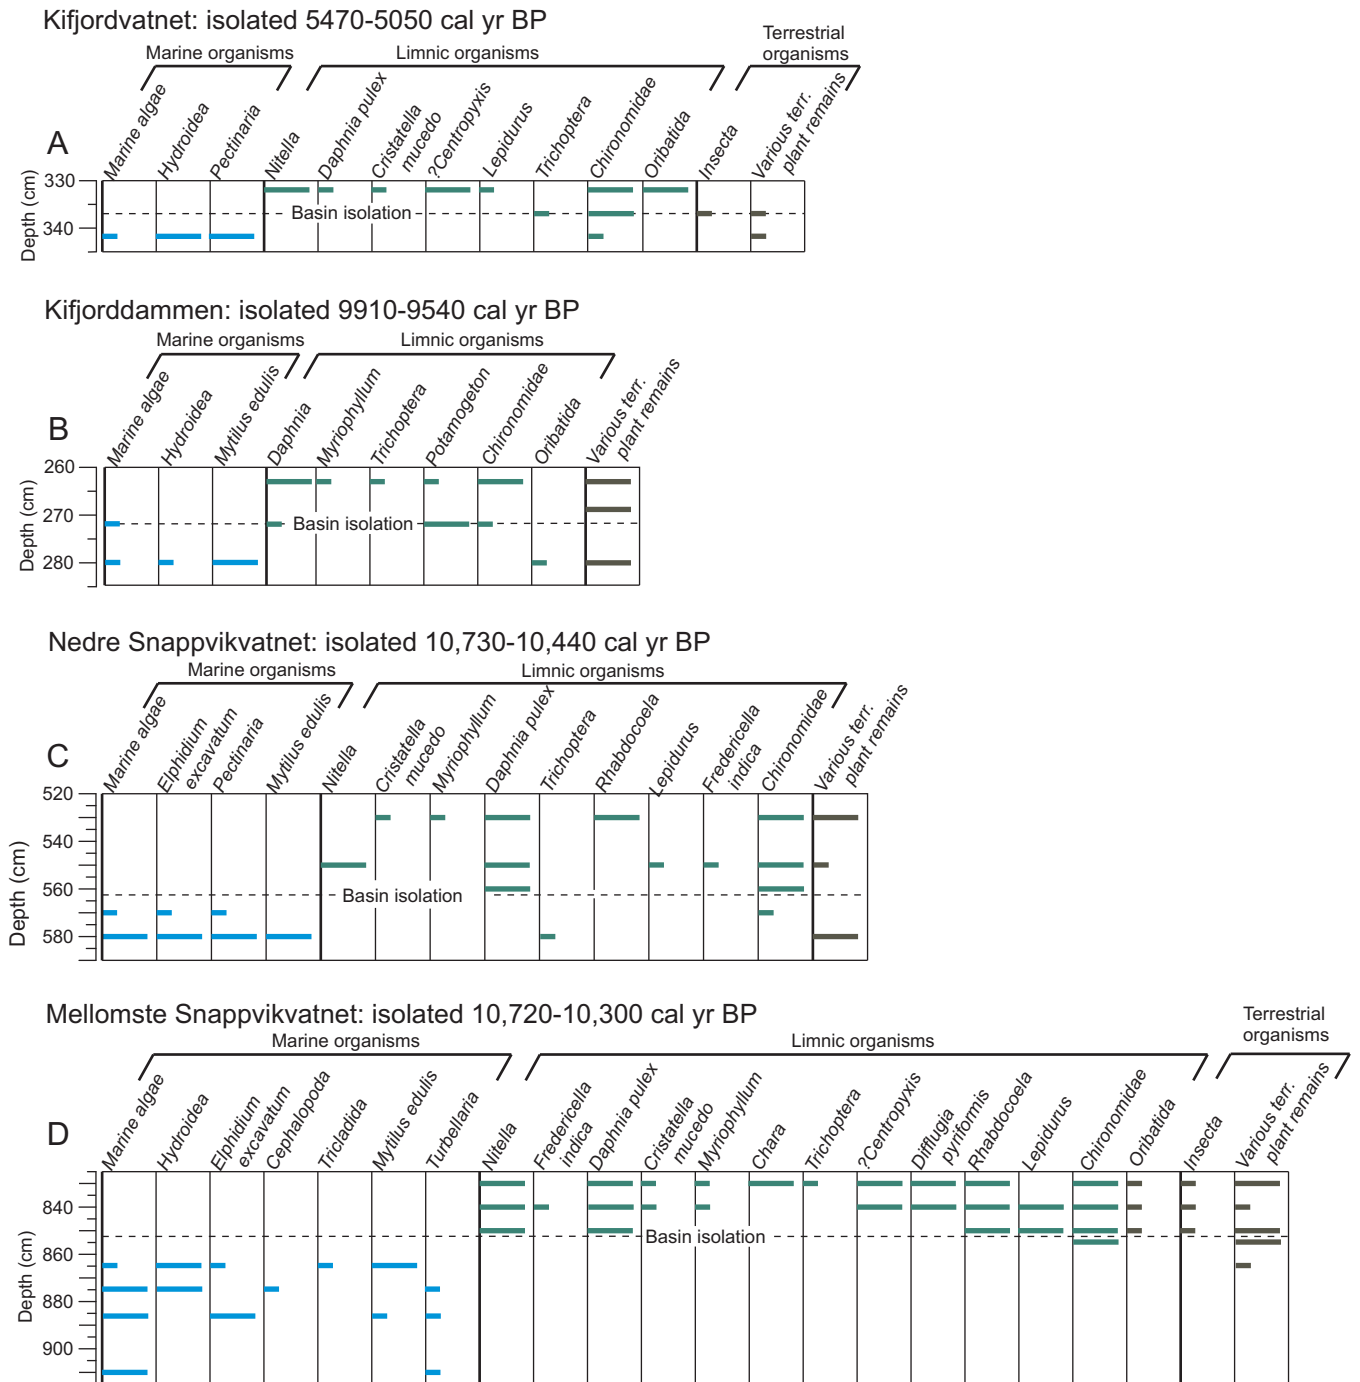 Kifjordvatnet: isolated 5470-5050 cal yr BP
Marine organisms
Limnic organisms
Terrestrial
organisms
A
Marine algae
Hydroidea
Pectinaria
Nitella
Daphnia pulex
Cristatella
mucedo
?Centropyxis
Lepidurus
Trichoptera
Chironomidae
Oribatida
Insecta
Various terr.
plant remains
Depth (cm)
330
Basin isolation
340
Kifjorddammen: isolated 9910-9540 cal yr BP
Marine organisms
Limnic organisms
B
Marine algae
Hydroidea
Mytilus edulis
Daphnia
Myriophyllum
Trichoptera
Potamogeton
Chironomidae
Oribatida
Various terr.
plant remains
Depth (cm)
260
270
Basin isolation
280
Nedre Snappvikvatnet: isolated 10,730-10,440 cal yr BP
Marine organisms
Limnic organisms
C
Marine algae
Elphidium
excavatum
Pectinaria
Mytilus edulis
Nitella
Cristatella
mucedo
Myriophyllum
Daphnia pulex
Trichoptera
Rhabdocoela
Lepidurus
Fredericella
indica
Chironomidae
Various terr.
plant remains
Depth (cm)
520
540
560
Basin isolation
580
Mellomste Snappvikvatnet: isolated 10,720-10,300 cal yr BP
Marine organisms
Limnic organisms
Terrestrial
organisms
D
Marine algae
Hydroidea
Elphidium
excavatum
Cephalopoda
Tricladida
Mytilus edulis
Turbellaria
Nitella
Fredericella
indica
Daphnia pulex
Cristatella
mucedo
Myriophyllum
Chara
Trichoptera
?Centropyxis
Difflugia
pyriformis
Rhabdocoela
Lepidurus
Chironomidae
Oribatida
Insecta
Various terr.
plant remains
Depth (cm)
840
Basin isolation
860
880
900